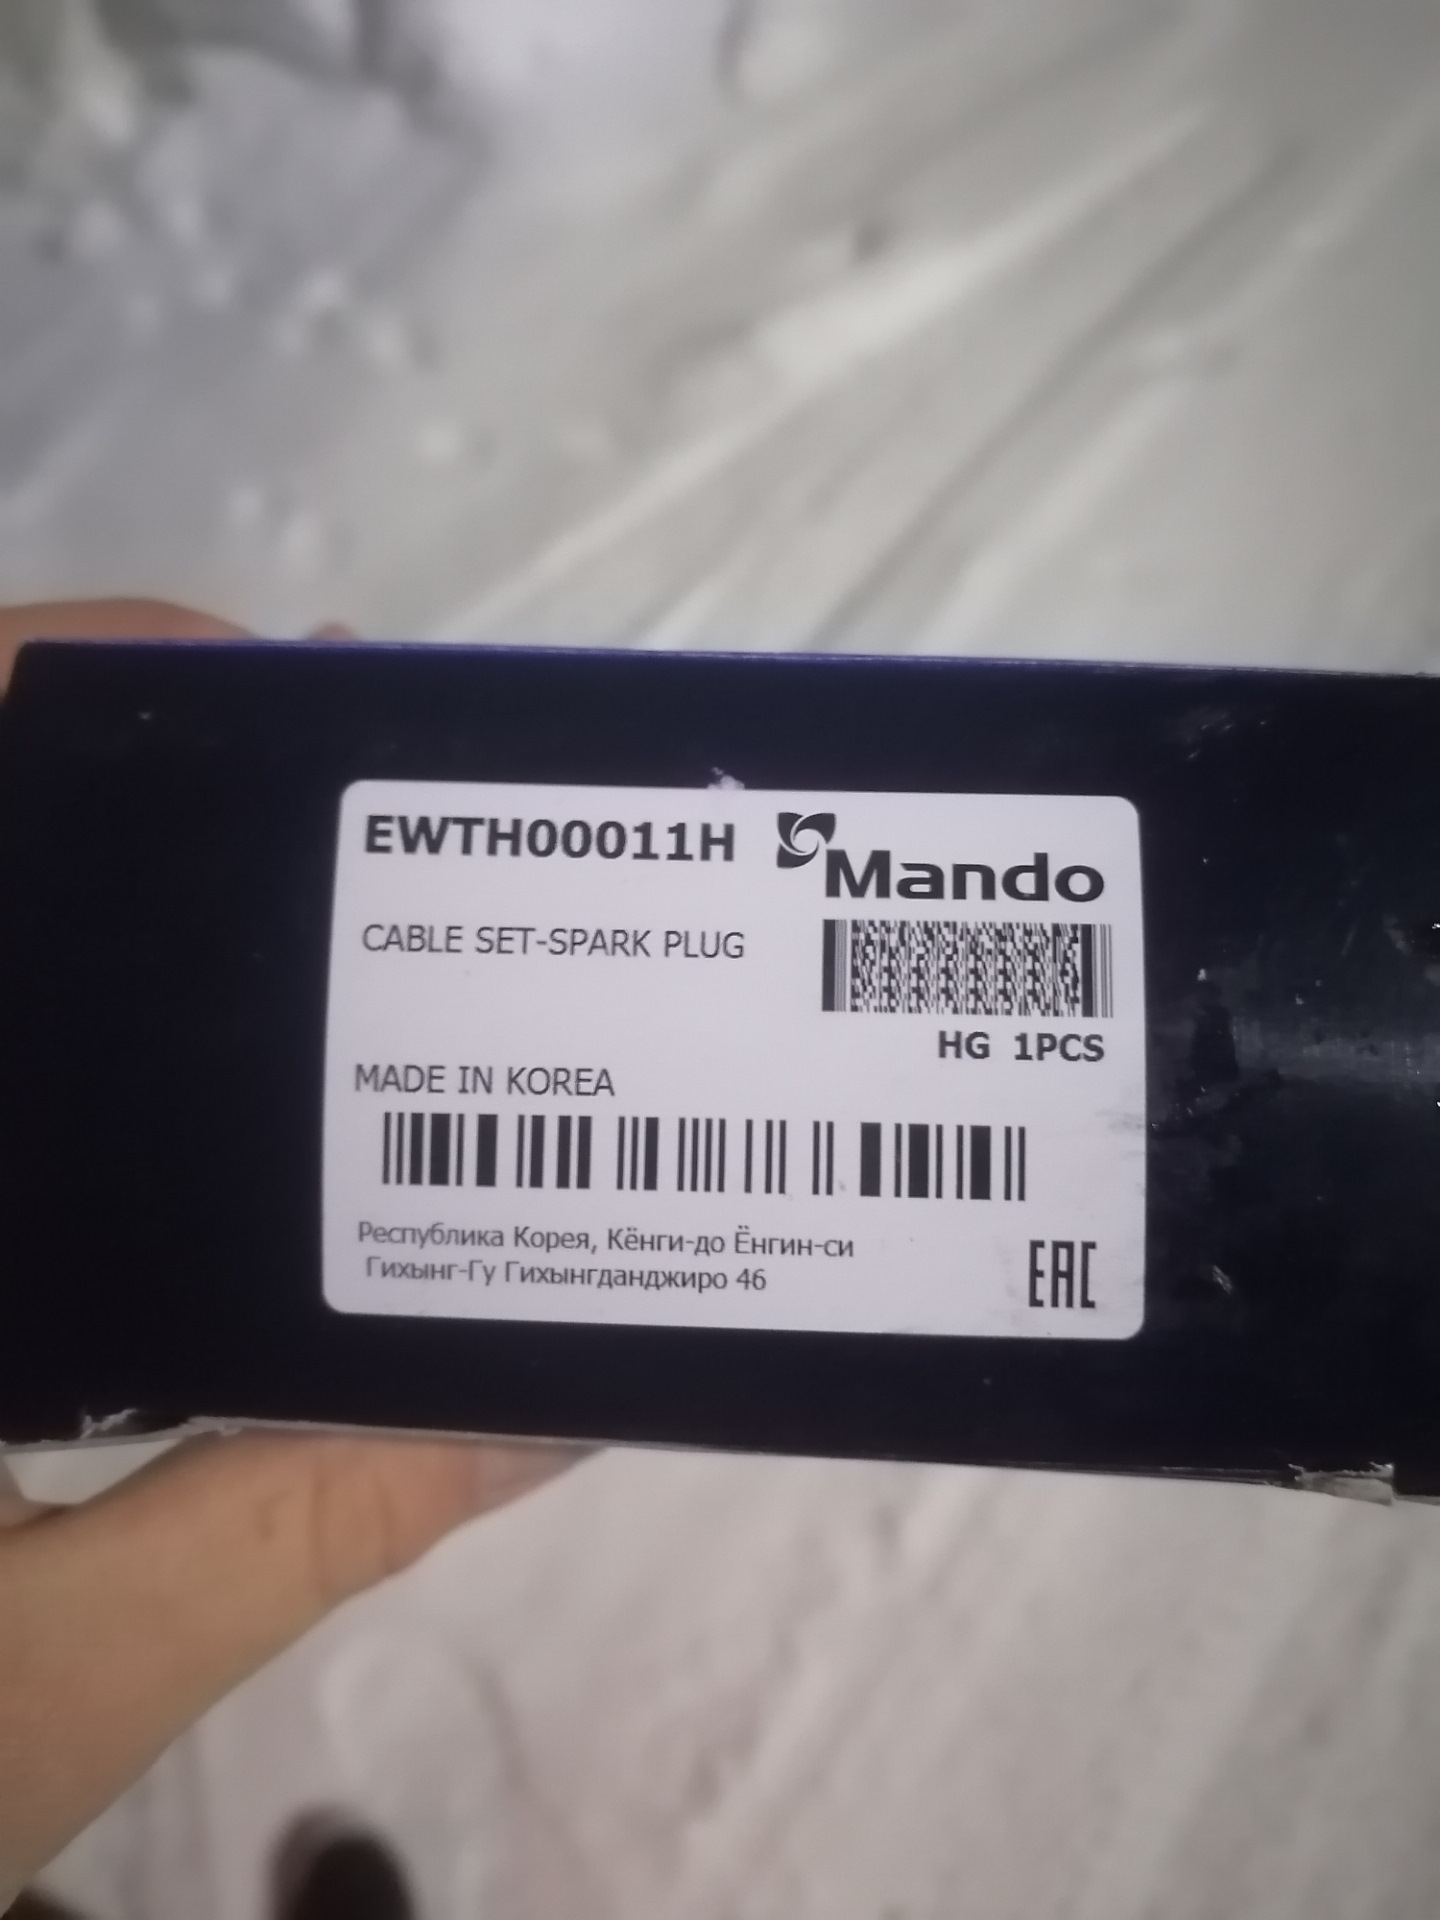 EWTH00011H
Mando
CABLE SET-SPARK PLUG
HG 1PCS
MADE IN KOREA
Республика Корея, Кёнги-до Ёнгин-си
Гихынг-Гу Гихынгданджиро 46
EAC